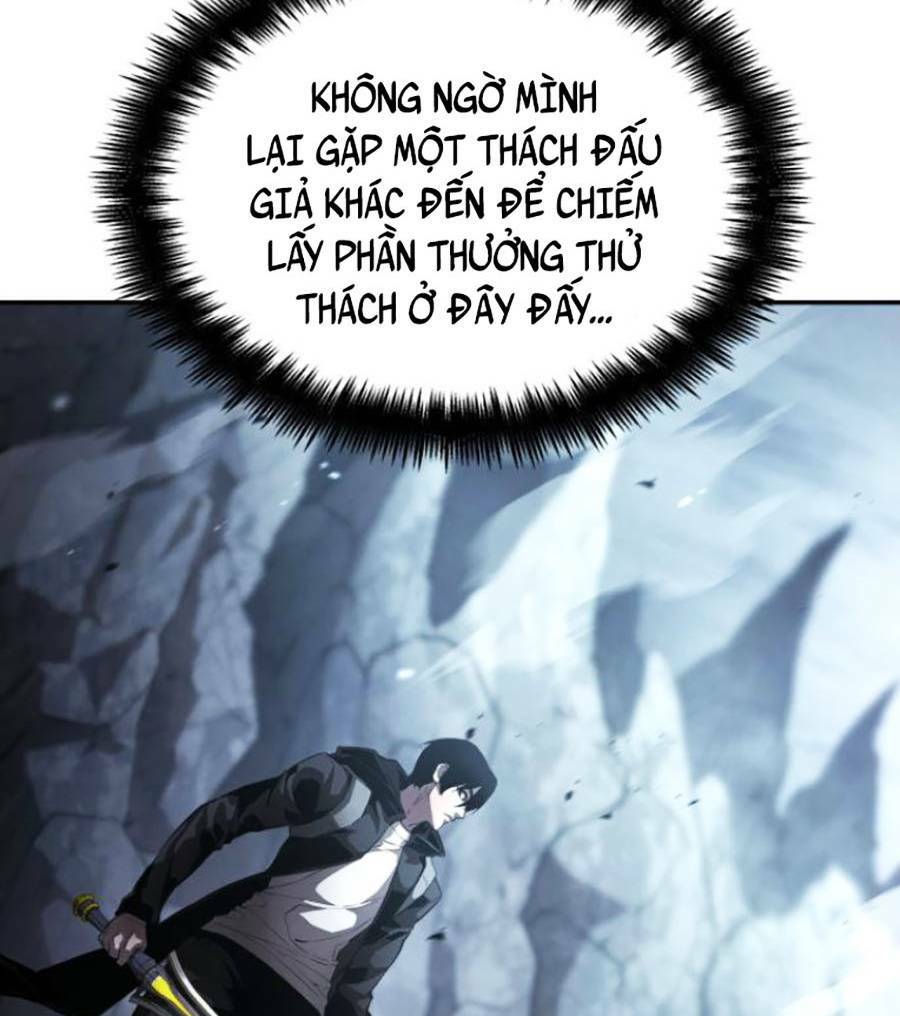 KHÔNG NGỜ MÌNH
LẠI GẶP MỘT THÁCH ĐẤU
GIẢ KHÁC ĐẾN ĐỂ CHIẾM
LẤY PHẦN THƯỞNG THỬ
THÁCH Ở ĐÂY ĐẤY...